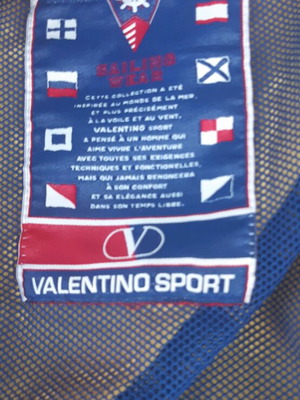 SAILING
WEAR
CETTE COLLECTION A ÉTÉ
INSPIRÉE AU MONDE DE LA MER,
ET PLUS PRÉCISÉMENT
À LA VOILE ET AU VENT.
VALENTINO SPORT
A PENSÉ À UN HOMME QUI
AIME VIVRE L'AVENTURE
AVEC TOUTES SES EXIGENCES
TECHNIQUES ET FONCTIONELLES,
MAIS QUI JAMAIS RENONCERA
À SON CONFORT
ET SA ÉLÉGANCE AUSSI
DANS SON TEMPS LIBRE.
V
VALENTINO SPORT